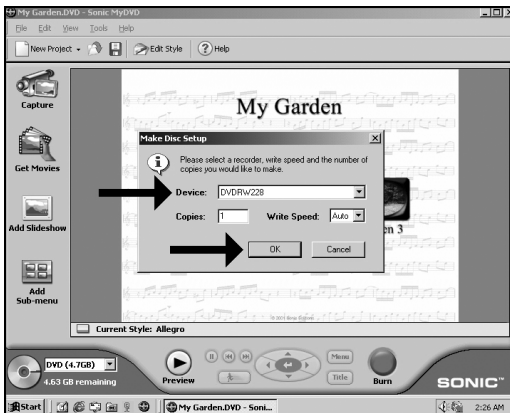 My Garden.DVD - Sonic MyDVD
File Edit View Tools Help
New Project Edit Style Help
Capture
Get Movies
Add Slideshow
Add
Sub-menu
My Garden
Make Disc Setup
Please select a recorder, write speed and the number of
copies you would like to make.
Device: DVDRW228
Copies: 1 Write Speed: Auto
OK Cancel
en 3
Current Style: Allegro
DVD (4.7GB)
4.63 GB remaining
Preview
Menu
Title
Burn
SONIC™
Start My Garden.DVD - Soni... 2:26 AM